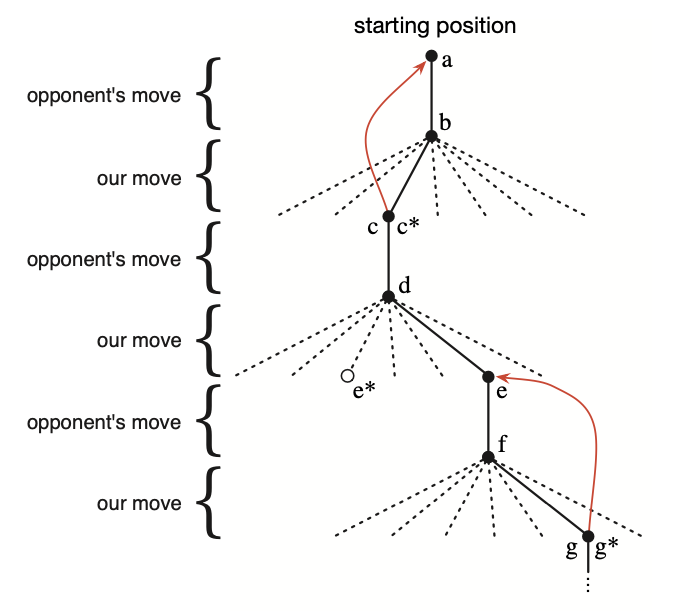 starting position
a
opponent's move
b
our move
c c*
opponent's move
d
our move
e* e
opponent's move
f
our move
g g*